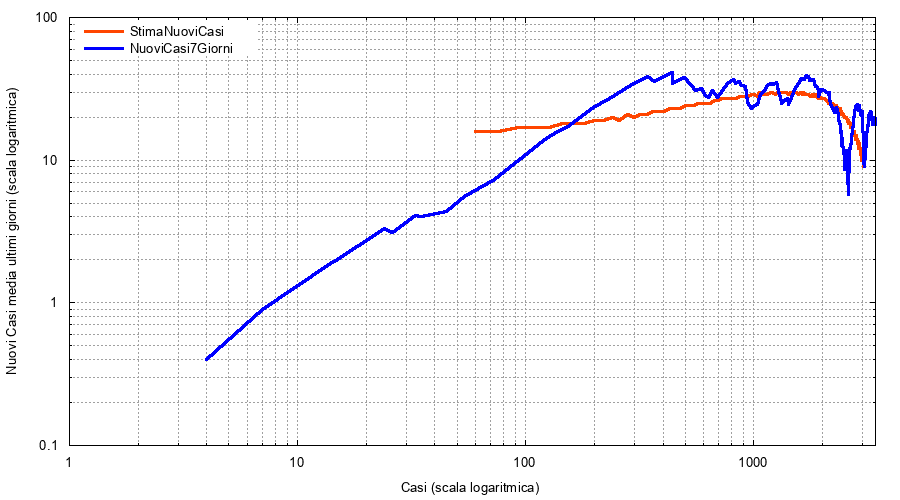 100
StimaNuoviCasi
NuoviCasi7Giorni
10
1
0.1
Nuovi Casi media ultimi giorni (scala logaritmica)
1 10 100 1000
Casi (scala logaritmica)